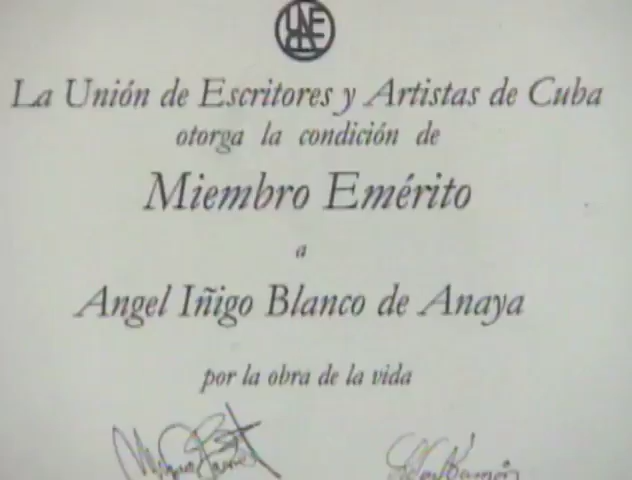 La Unión de Escritores y Artistas de Cuba
otorga la condición de
Miembro Emérito
a
Angel Iñigo Blanco de Anaya
por la obra de la vida